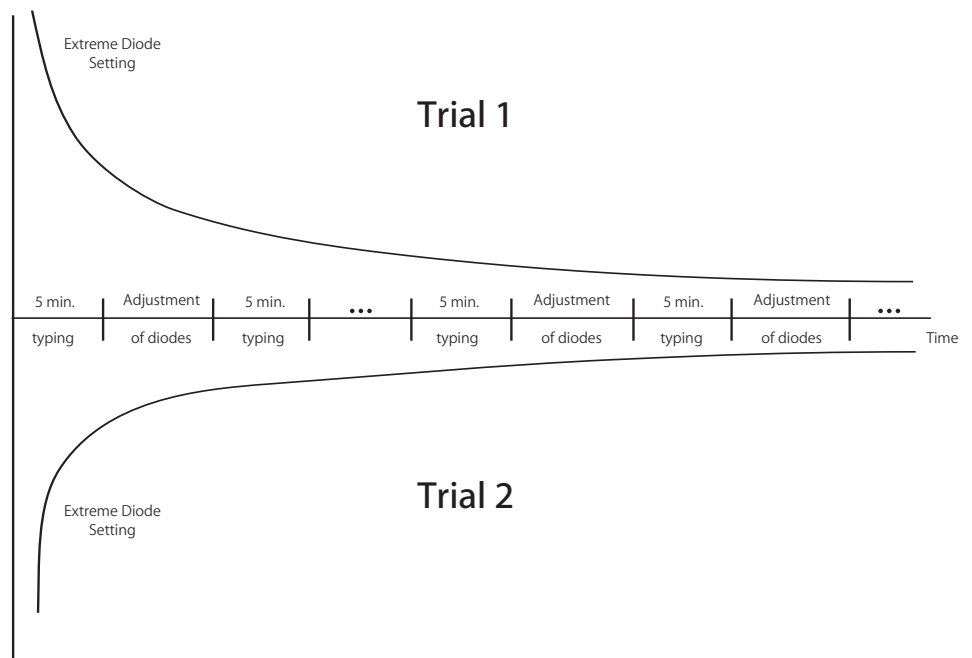 Extreme Diode
Setting
Trial 1
5 min. Adjustment 5 min. ... 5 min. Adjustment 5 min. Adjustment ...
typing of diodes typing typing of diodes typing of diodes Time
Trial 2
Extreme Diode
Setting